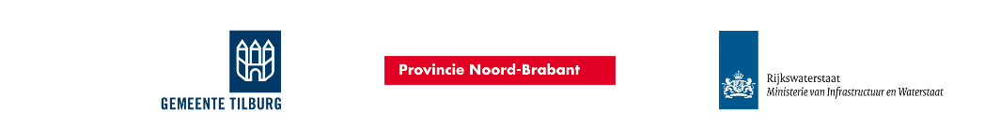 GEMEENTE TILBURG
Provincie Noord-Brabant
Rijkswaterstaat
Ministerie van Infrastructuur en Waterstaat